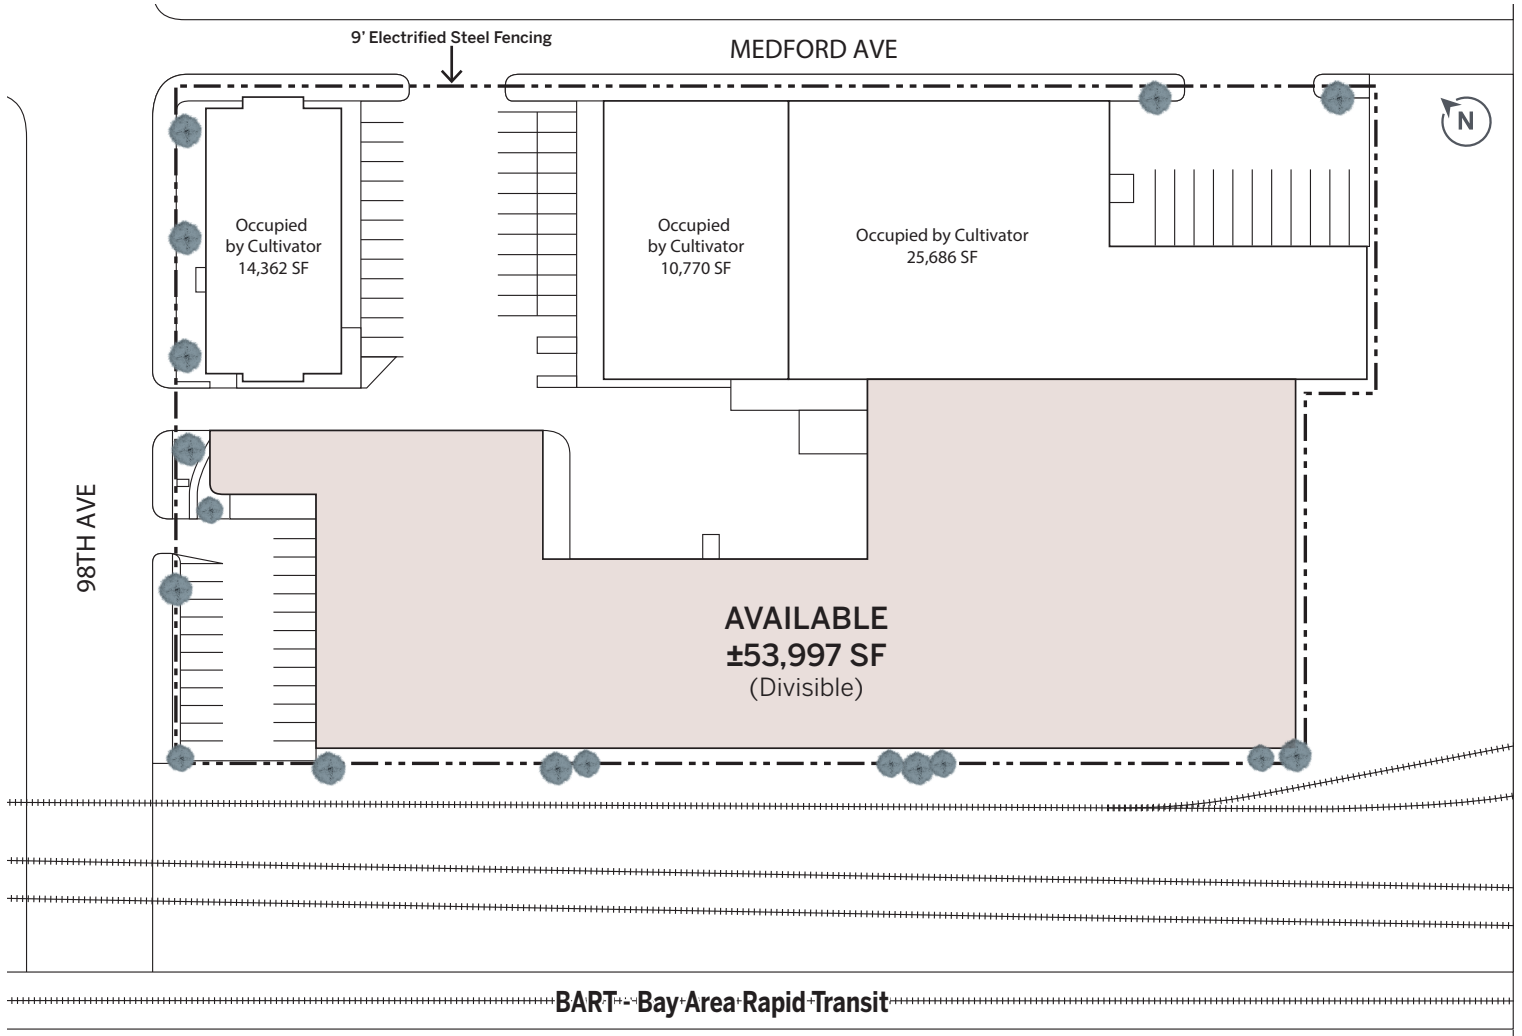 9' Electrified Steel Fencing
MEDFORD AVE
N
Occupied
by Cultivator
14,362 SF
Occupied
by Cultivator
10,770 SF
Occupied by Cultivator
25,686 SF
98TH AVE
AVAILABLE
±53,997 SF
(Divisible)
BART - Bay Area Rapid Transit